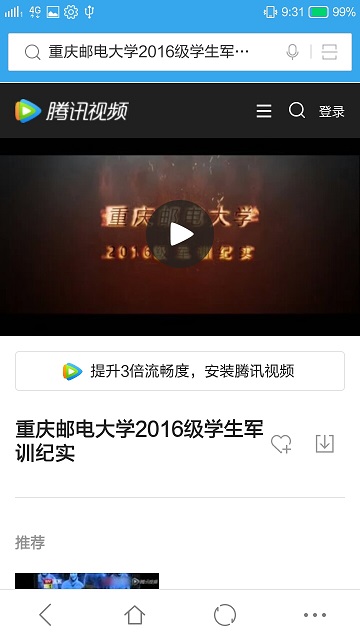 4G 9:31 99%
重庆邮电大学2016级学生军…
腾讯视频 登录
重庆邮电大学
2016级军训纪实
提升3倍流畅度，安装腾讯视频
重庆邮电大学2016级学生军
训纪实
推荐